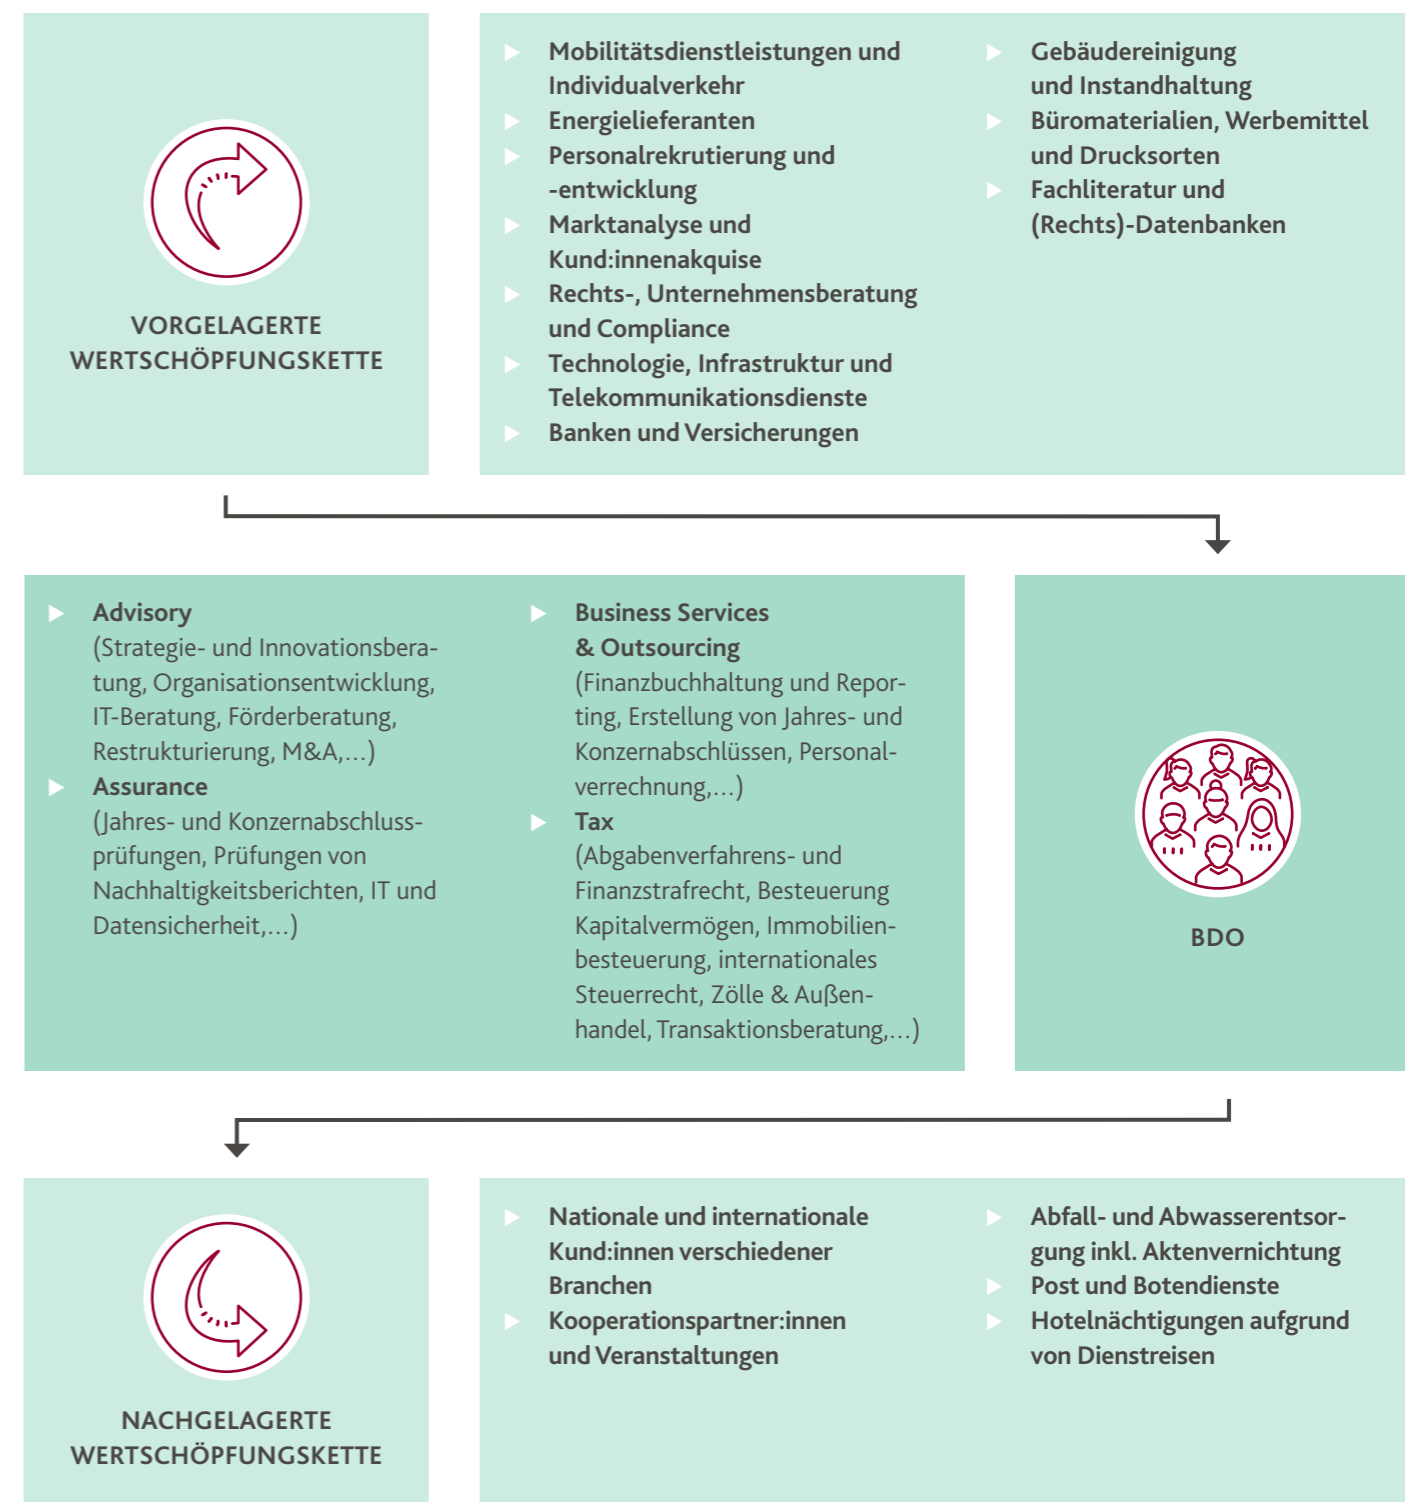 VORGELAGERTE
WERTSCHÖPFUNGSKETTE
Mobilitätsdienstleistungen und
Individualverkehr
Energielieferanten
Personalrekrutierung und
-entwicklung
Marktanalyse und
Kund:innenakquise
Rechts-, Unternehmensberatung
und Compliance
Technologie, Infrastruktur und
Telekommunikationsdienste
Banken und Versicherungen
Gebäudereinigung
und Instandhaltung
Büromaterialien, Werbemittel
und Drucksorten
Fachliteratur und
(Rechts)-Datenbanken
Advisory
(Strategie- und Innovationsbera-
tung, Organisationsentwicklung,
IT-Beratung, Förderberatung,
Restrukturierung, M&A,…)
Assurance
(Jahres- und Konzernabschluss-
prüfungen, Prüfungen von
Nachhaltigkeitsberichten, IT und
Datensicherheit,…)
Business Services
& Outsourcing
(Finanzbuchhaltung und Repor-
ting, Erstellung von Jahres- und
Konzernabschlüssen, Personal-
verrechnung,…)
Tax
(Abgabenverfahrens- und
Finanzstrafrecht, Besteuerung
Kapitalvermögen, Immobilien-
besteuerung, internationales
Steuerrecht, Zölle & Außen-
handel, Transaktionsberatung,…)
BDO
NACHGELAGERTE
WERTSCHÖPFUNGSKETTE
Nationale und internationale
Kund:innen verschiedener
Branchen
Kooperationspartner:innen
und Veranstaltungen
Abfall- und Abwasserentsor-
gung inkl. Aktenvernichtung
Post und Botendienste
Hotelnächtigungen aufgrund
von Dienstreisen